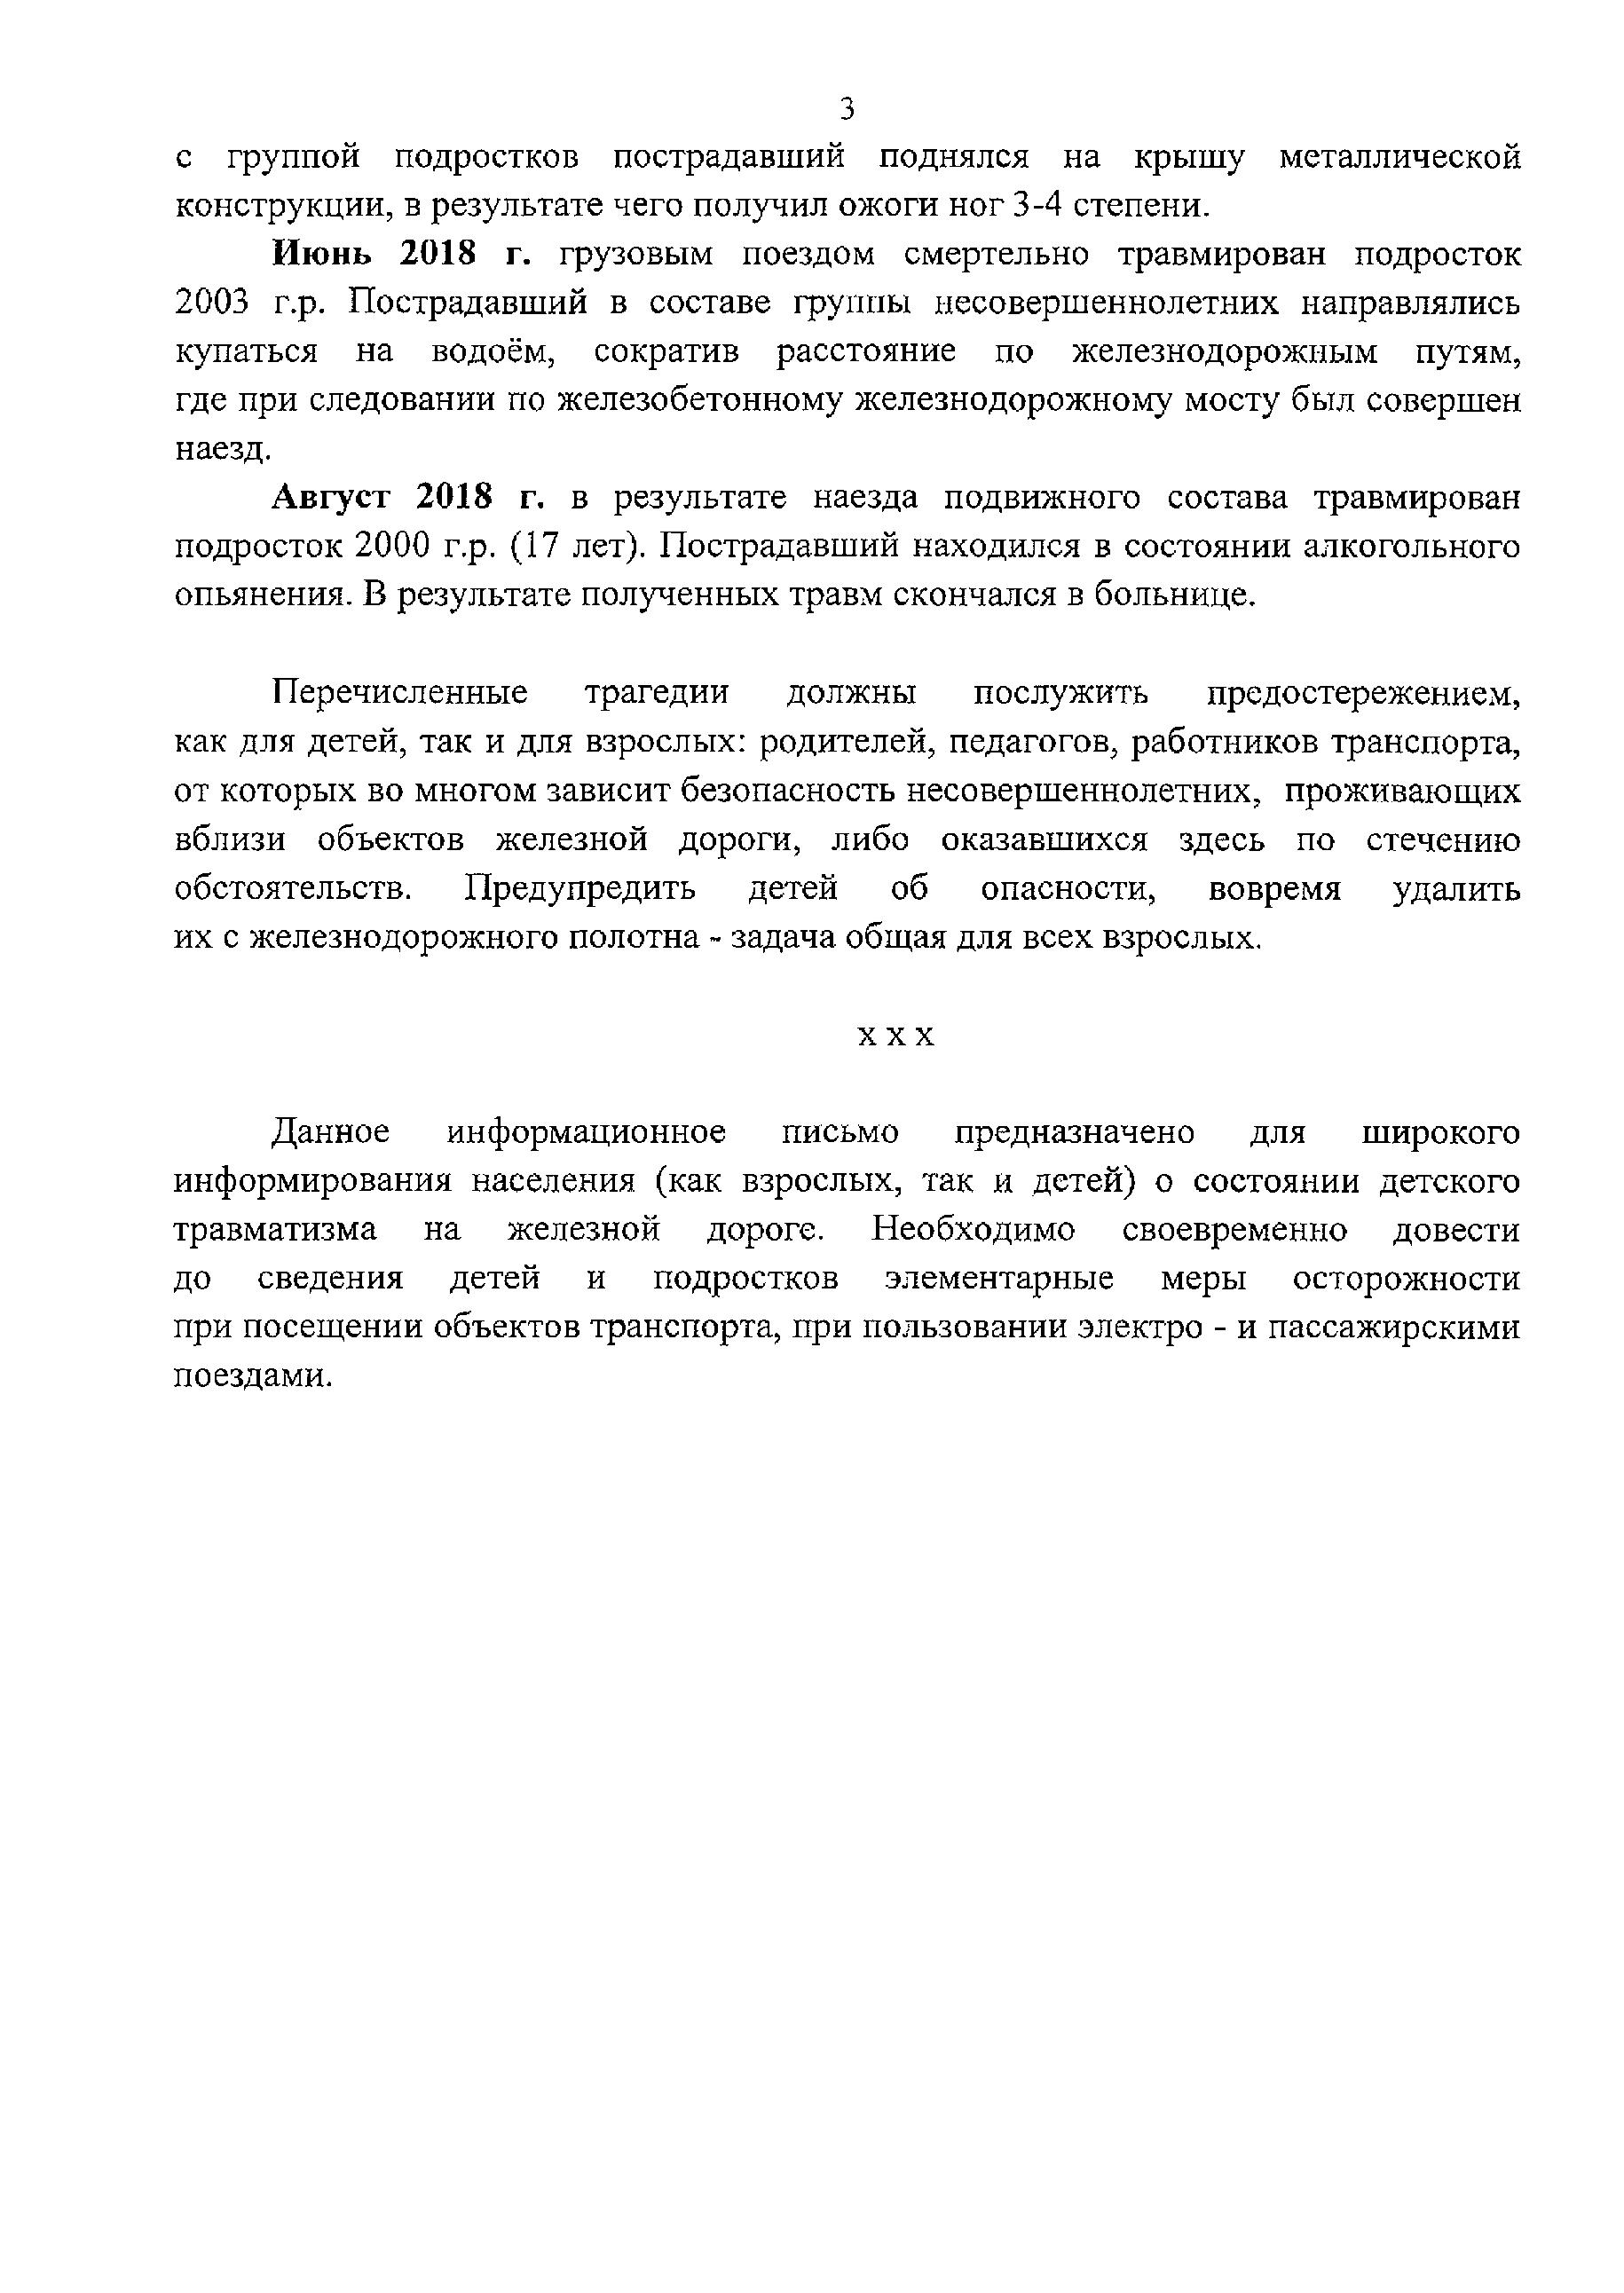 3
с группой подростков пострадавший поднялся на крышу металлической
конструкции, в результате чего получил ожоги ног 3-4 степени.
Июнь 2018 г. грузовым поездом смертельно травмирован подросток
2003 г.р. Пострадавший в составе группы несовершеннолетних направлялись
купаться на водоём, сократив расстояние по железнодорожным путям,
где при следовании по железобетонному железнодорожному мосту был совершен
наезд.
Август 2018 г. в результате наезда подвижного состава травмирован
подросток 2000 г.р. (17 лет). Пострадавший находился в состоянии алкогольного
опьянения. В результате полученных травм скончался в больнице.
Перечисленные трагедии должны послужить предостережением,
как для детей, так и для взрослых: родителей, педагогов, работников транспорта,
от которых во многом зависит безопасность несовершеннолетних, проживающих
вблизи объектов железной дороги, либо оказавшихся здесь по стечению
обстоятельств. Предупредить детей об опасности, вовремя удалить
их с железнодорожного полотна - задача общая для всех взрослых.
х х х
Данное информационное письмо предназначено для широкого
информирования населения (как взрослых, так и детей) о состоянии детского
травматизма на железной дороге. Необходимо своевременно довести
до сведения детей и подростков элементарные меры осторожности
при посещении объектов транспорта, при пользовании электро - и пассажирскими
поездами.